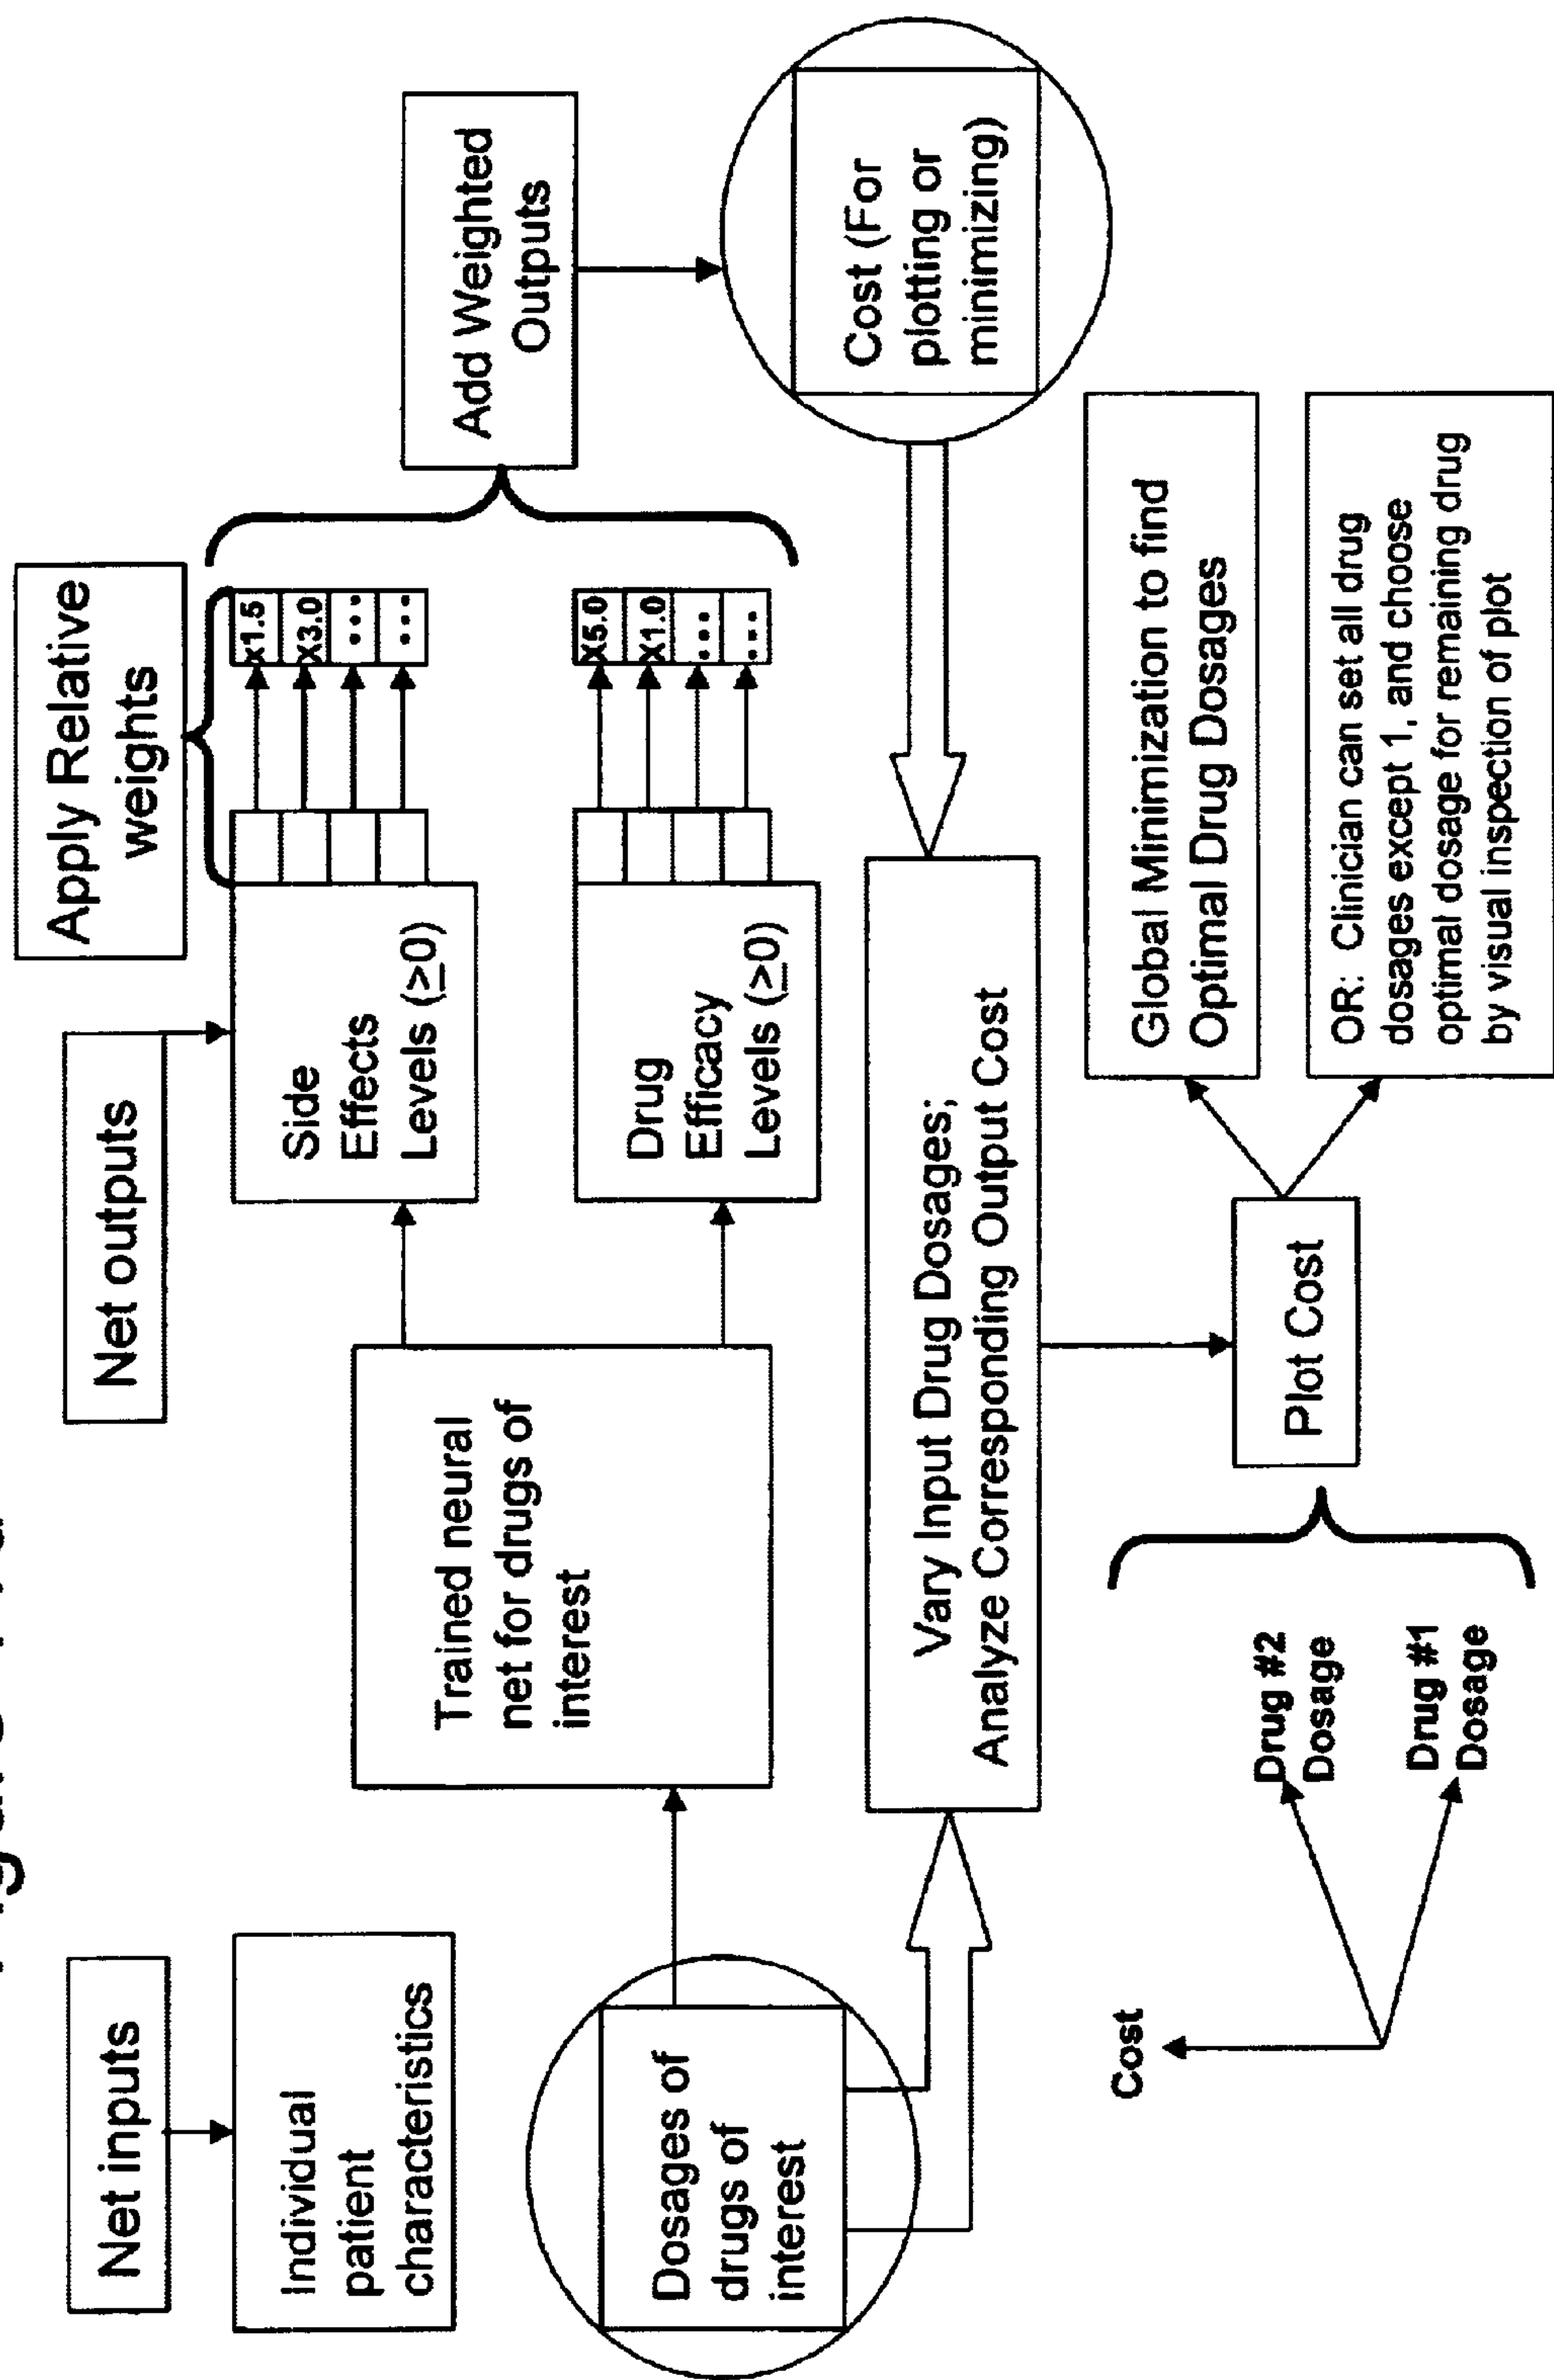 Net inputs
Individual
patient
characteristics
Dosages of
drugs of
interest
Trained neural
net for drugs of
interest
Net outputs
Side
Effects
Levels (≥0)
Drug
Efficacy
Levels (≥0)
Apply Relative
weights
x1.5
X3.0
...
...
X5.0
X1.0
...
...
Add Weighted
Outputs
Cost (For
plotting or
minimizing)
Vary Input Drug Dosages;
Analyze Corresponding Output Cost
Cost
Drug #2
Dosage
Drug #1
Dosage
Plot Cost
Global Minimization to find
Optimal Drug Dosages
OR: Clinician can set all drug
dosages except 1, and choose
optimal dosage for remaining drug
by visual inspection of plot